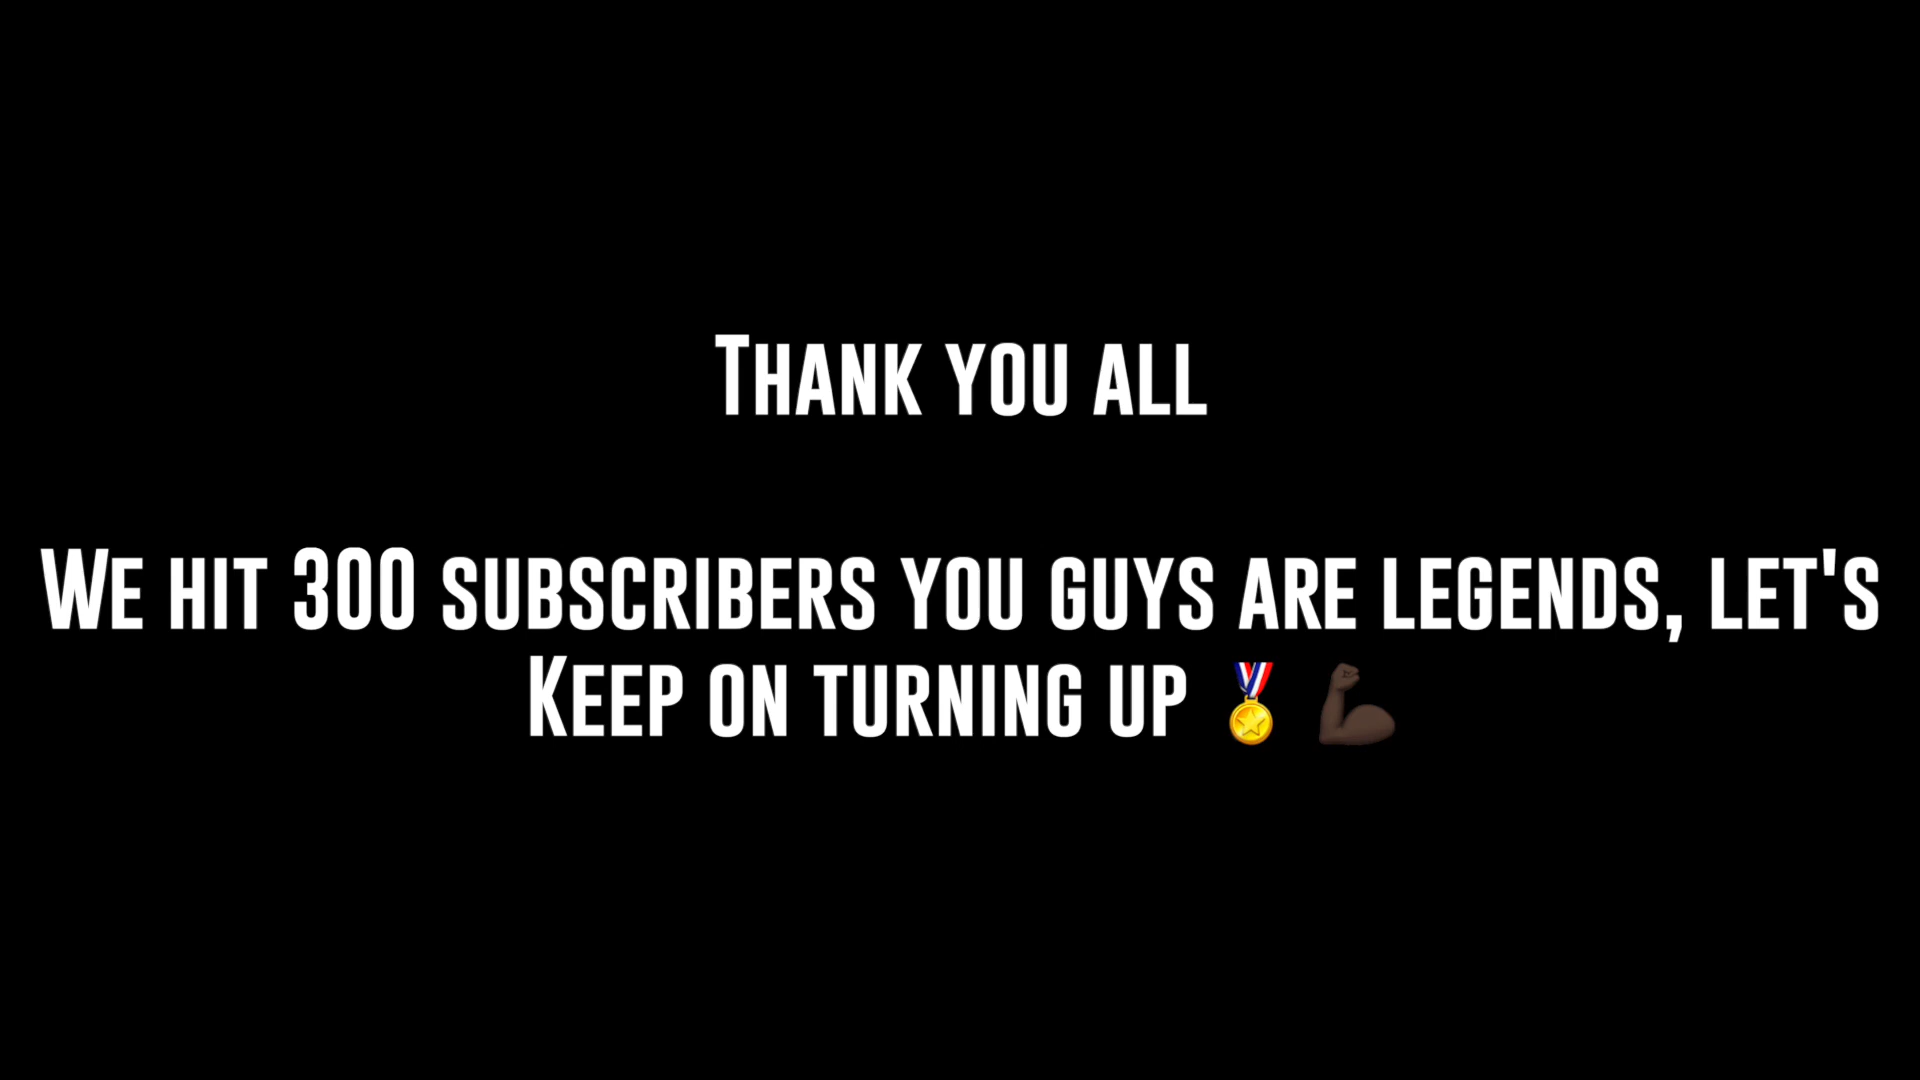 Thank you all
We hit 300 subscribers you guys are legends, let's
Keep on turning up 🏅 💪🏿